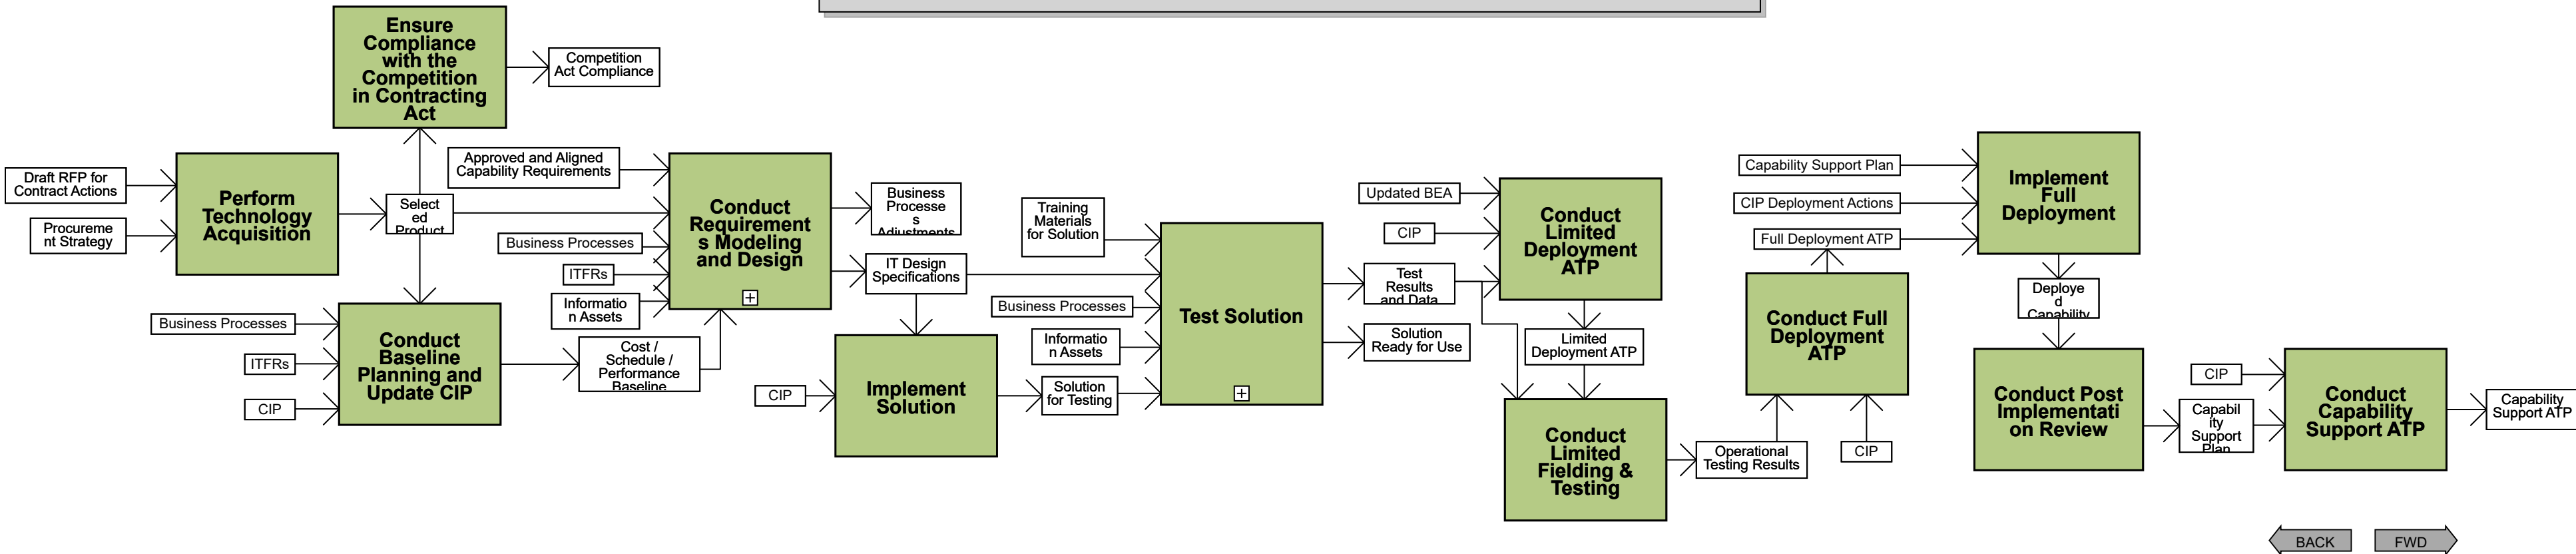 Ensure
Compliance
with the
Competition
in Contracting
Act
Competition
Act Compliance
Draft RFP for
Contract Actions
Procureme
nt Strategy
Perform
Technology
Acquisition
Select
ed
Product
Approved and Aligned
Capability Requirements
Business Processes
ITFRs
Informatio
n Assets
Business Processes
ITFRs
CIP
Conduct
Baseline
Planning and
Update CIP
Cost /
Schedule /
Performance
Baseline
Conduct
Requirement
s Modeling
and Design
Business
Processe
s
Adjustments
IT Design
Specifications
CIP
Implement
Solution
Solution
for Testing
Training
Materials
for Solution
Business Processes
Informatio
n Assets
Test Solution
Test
Results
and Data
Solution
Ready for Use
Updated BEA
CIP
Conduct
Limited
Deployment
ATP
Limited
Deployment ATP
Conduct
Limited
Fielding &
Testing
Operational
Testing Results
CIP
Conduct Full
Deployment
ATP
Capability Support Plan
CIP Deployment Actions
Full Deployment ATP
Implement
Full
Deployment
Deploye
d
Capability
Conduct Post
Implementati
on Review
Capabil
ity
Support
Plan
CIP
Conduct
Capability
Support ATP
Capability
Support ATP
BACK
FWD